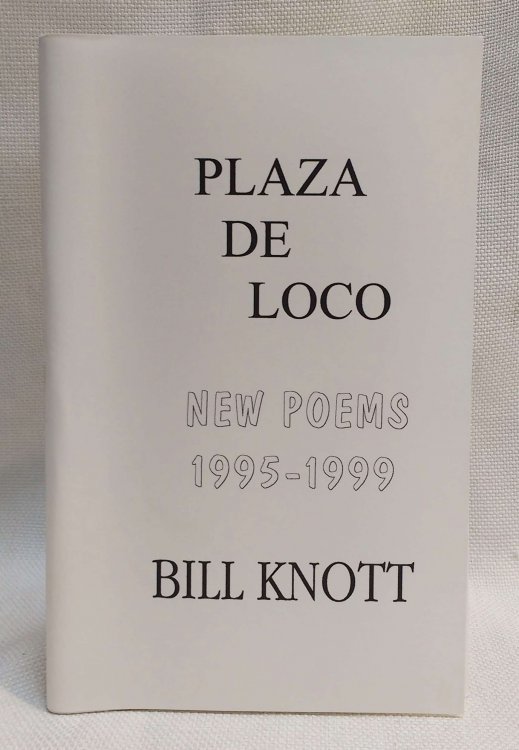 PLAZA
DE
LOCO
NEW POEMS
1995-1999
BILL KNOTT